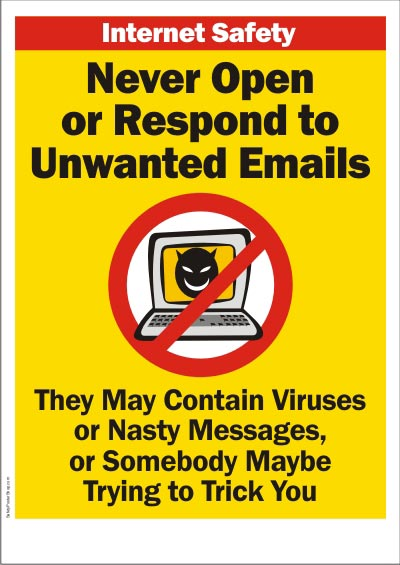 Internet Safety
Never Open
or Respond to
Unwanted Emails
They May Contain Viruses
or Nasty Messages,
or Somebody Maybe
Trying to Trick You